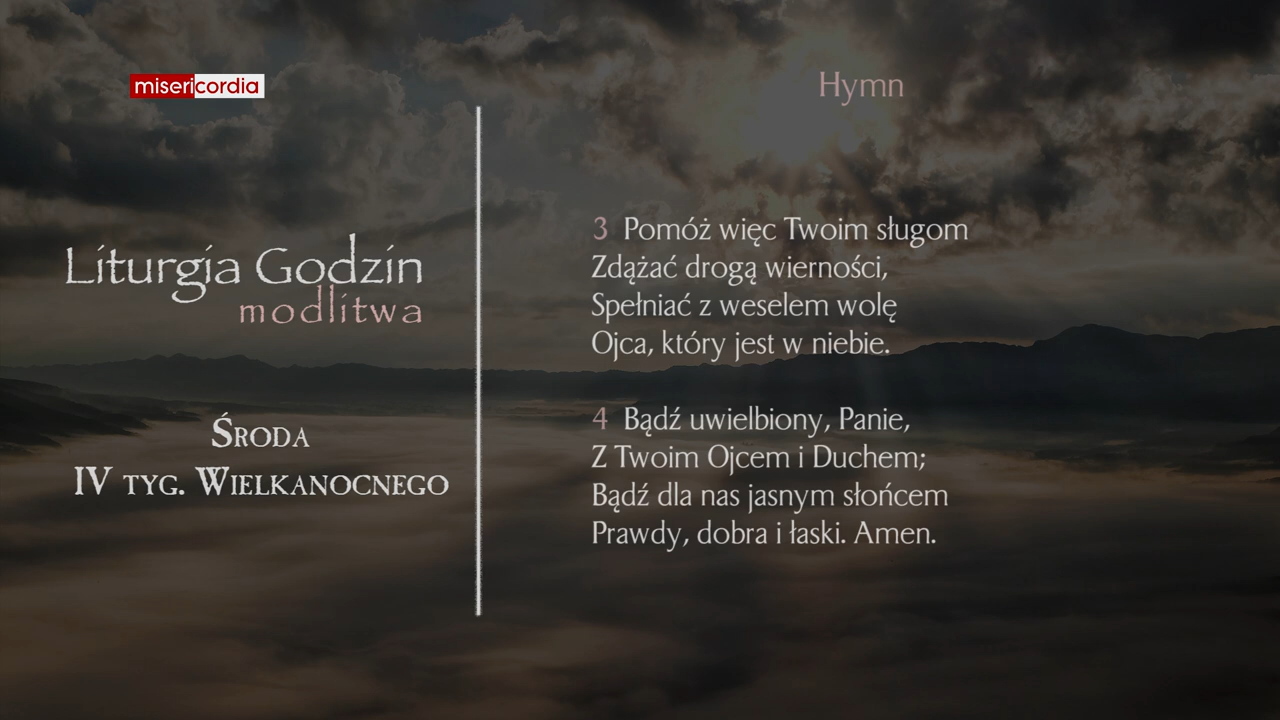 misericordia
Liturgia Godzin
modlitwa
Środa
IV tyg. Wielkanocnego
Hymn
3 Pomóż więc Twoim sługom
Zdążać drogą wierności,
Spełniać z weselem wolę
Ojca, który jest w niebie.
4 Bądź uwielbiony, Panie,
Z Twoim Ojcem i Duchem;
Bądź dla nas jasnym słońcem
Prawdy, dobra i łaski. Amen.